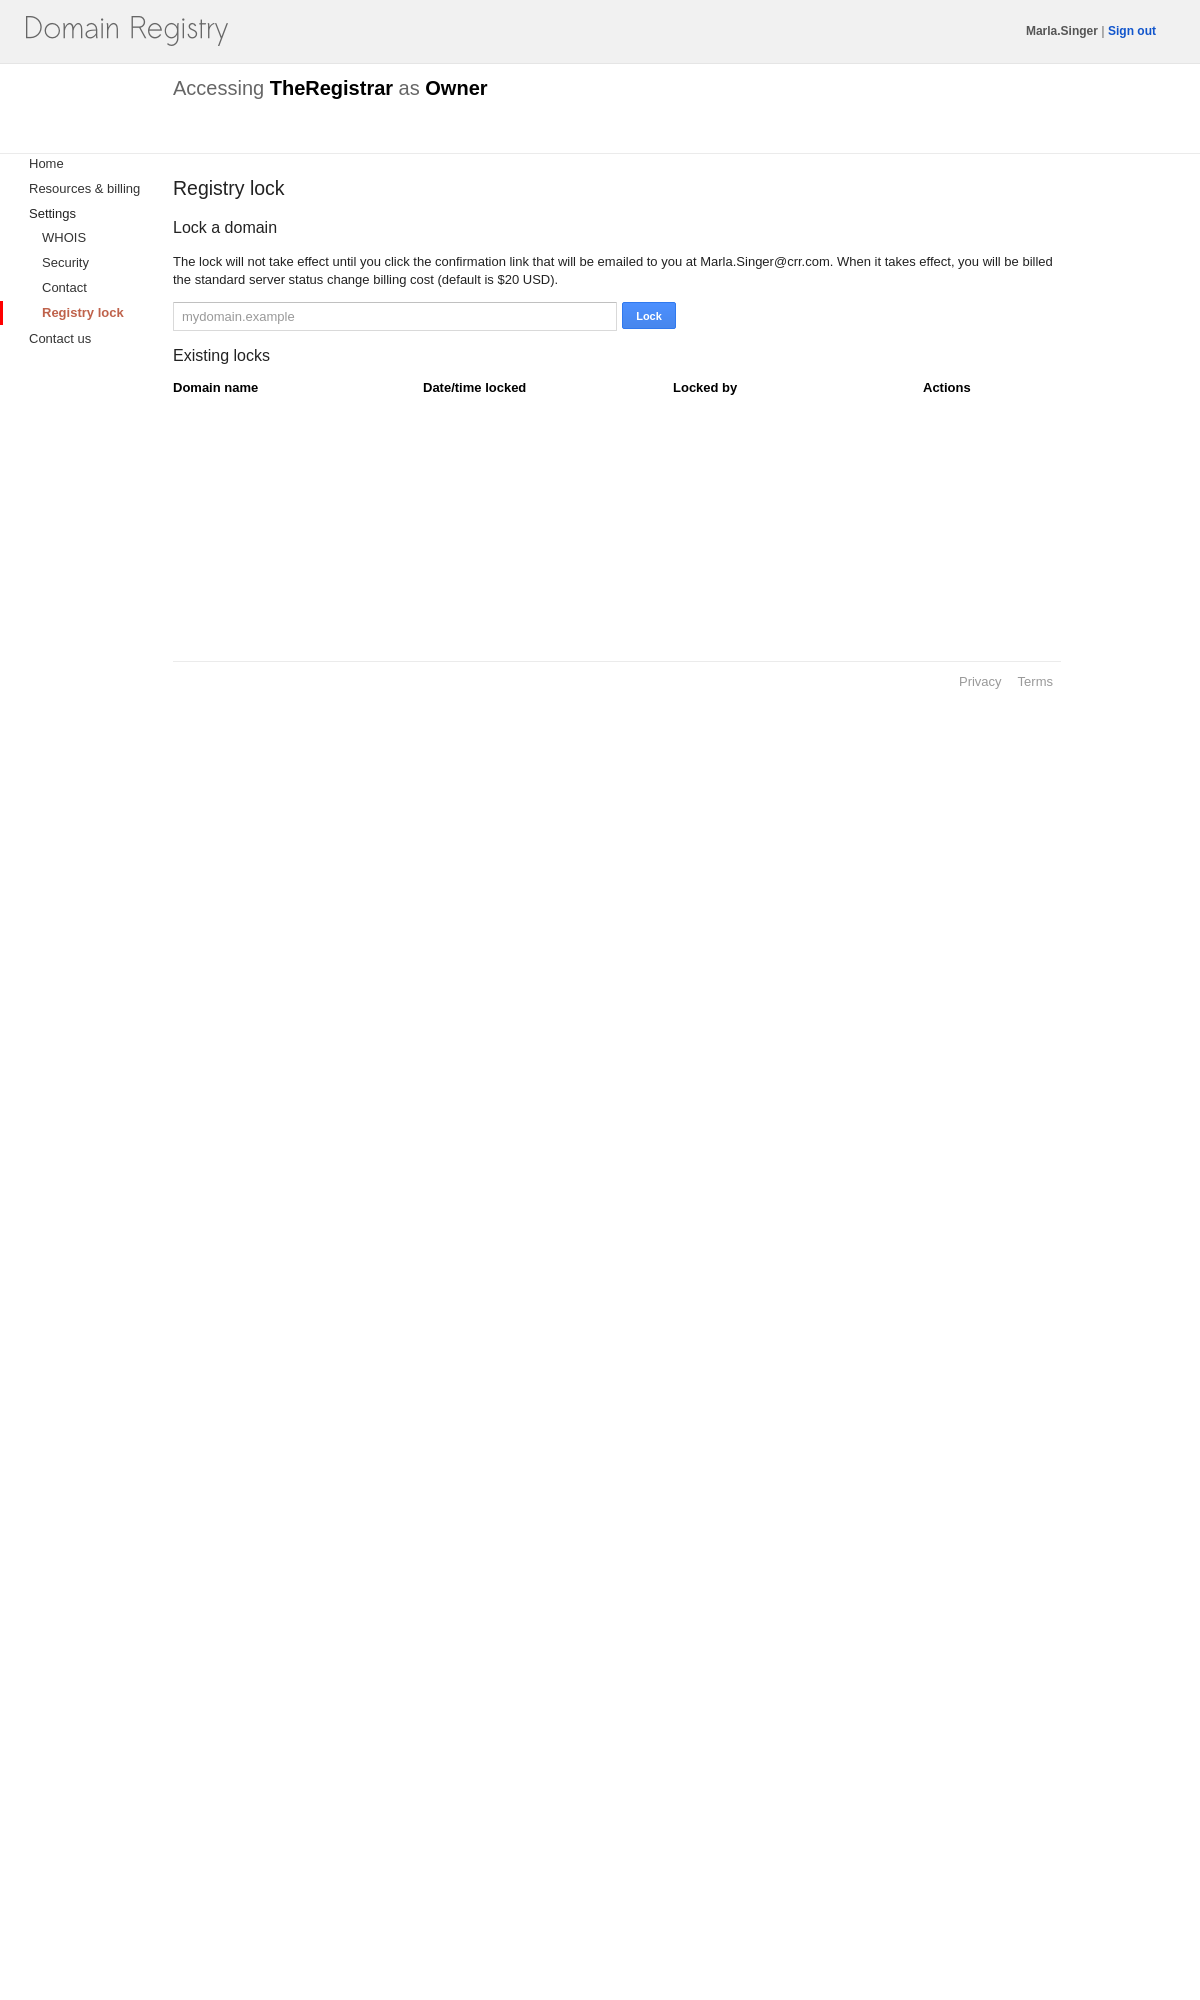 Domain Registry
Marla.Singer | Sign out
Accessing TheRegistrar as Owner
Home
Resources & billing
Settings
WHOIS
Security
Contact
Registry lock
Contact us
Registry lock
Lock a domain
The lock will not take effect until you click the confirmation link that will be emailed to you at Marla.Singer@crr.com. When it takes effect, you will be billed
the standard server status change billing cost (default is $20 USD).
mydomain.example
Lock
Existing locks
Domain name Date/time locked Locked by Actions
Privacy Terms